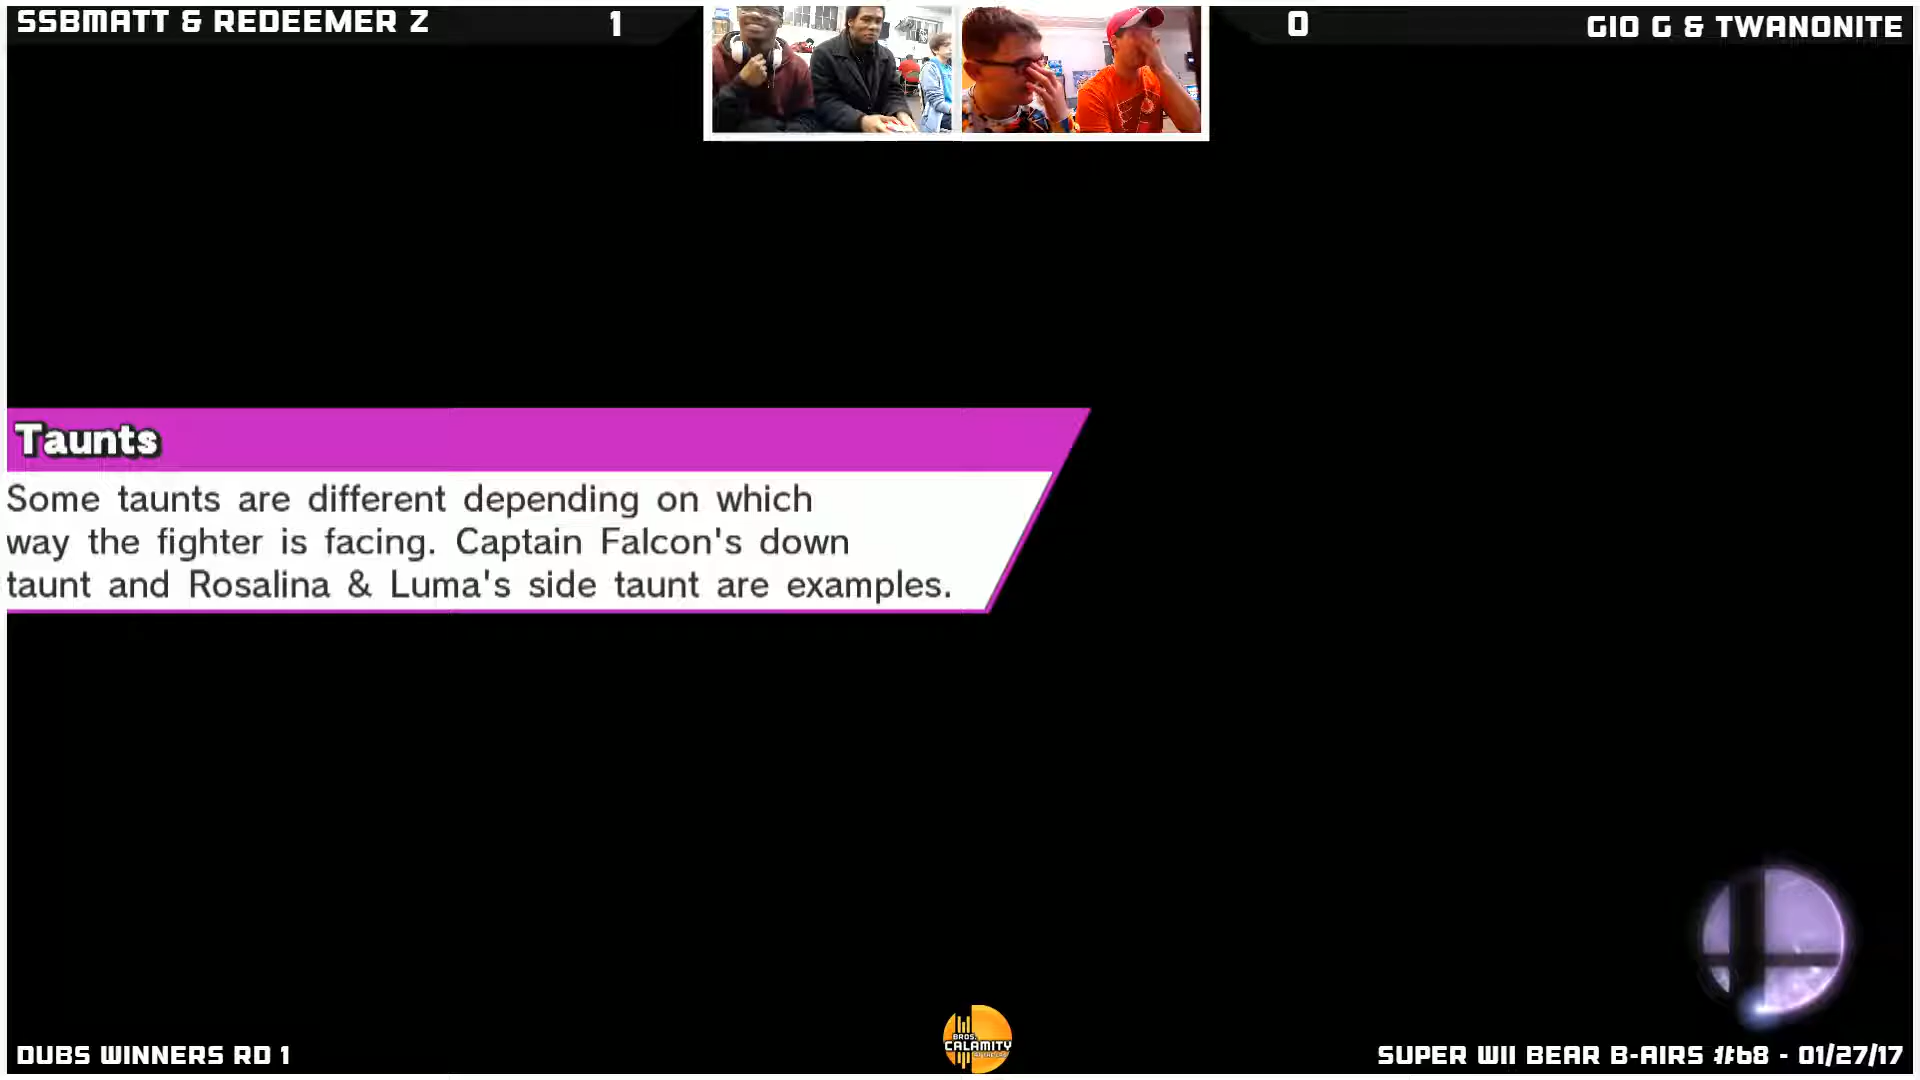 SSBMATT & REDEEMER Z
1
0
GIO G & TWANONITE
Taunts
Some taunts are different depending on which
way the fighter is facing. Captain Falcon's down
taunt and Rosalina & Luma's side taunt are examples.
BROS.
CALAMITY
DUBS WINNERS RD 1
SUPER WII BEAR B-AIRS #68 - 01/27/17